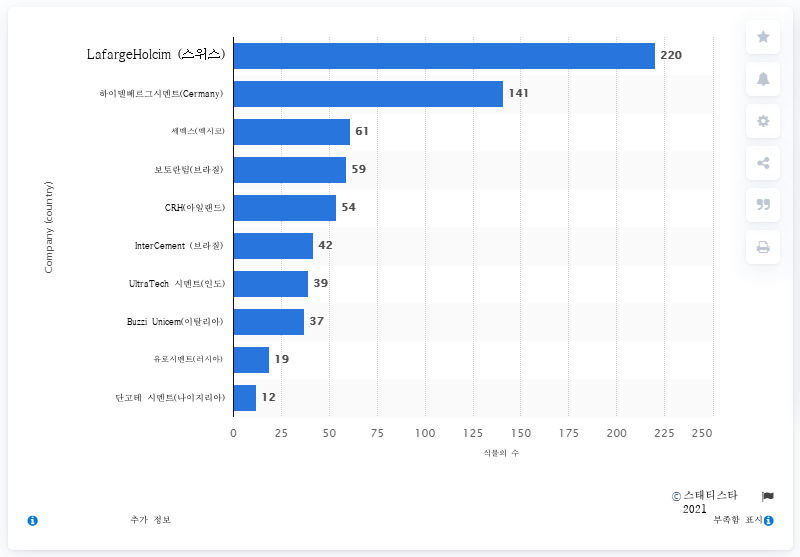 LafargeHolcim (스위스)
220
하이델베르그시멘트(Cermany)
141
세멕스(멕시코)
61
보토란팀(브라질)
59
CRH(아일랜드)
54
InterCement (브라질)
42
UltraTech 시멘트(인도)
39
Buzzi Unicem(이탈리아)
37
유로시멘트(러시아)
19
단고테 시멘트(나이지리아)
12
Company (country)
0 25 50 75 100 125 150 175 200 225 250
식물의 수
© 스태티스타
2021
추가 정보
부족함 표시